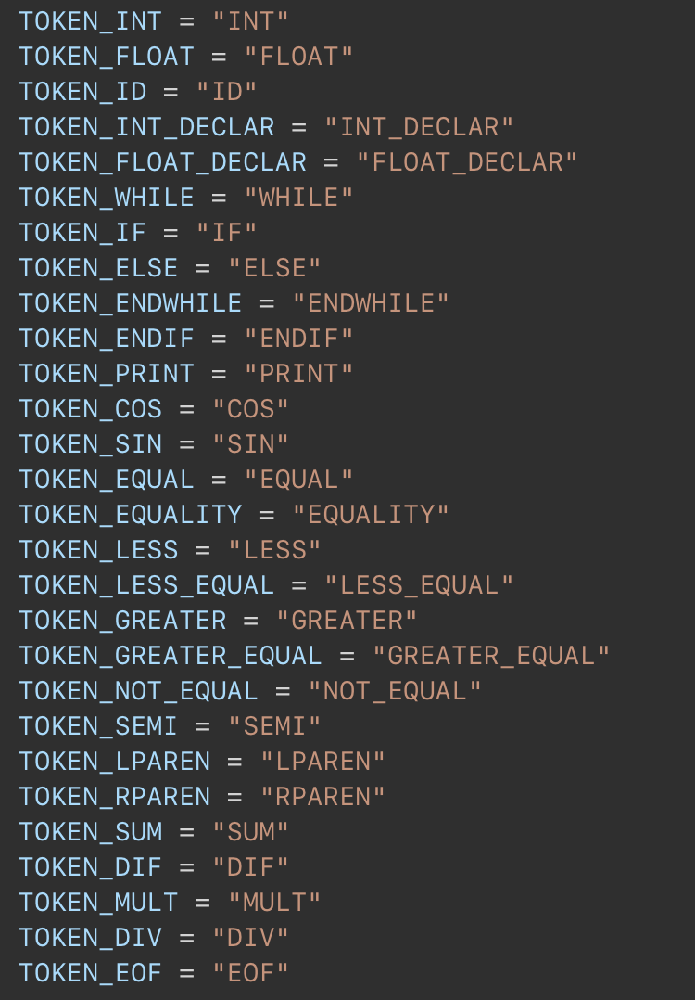 TOKEN_INT = "INT"
TOKEN_FLOAT = "FLOAT"
TOKEN_ID = "ID"
TOKEN_INT_DECLAR = "INT_DECLAR"
TOKEN_FLOAT_DECLAR = "FLOAT_DECLAR"
TOKEN_WHILE = "WHILE"
TOKEN_IF = "IF"
TOKEN_ELSE = "ELSE"
TOKEN_ENDWHILE = "ENDWHILE"
TOKEN_ENDIF = "ENDIF"
TOKEN_PRINT = "PRINT"
TOKEN_COS = "COS"
TOKEN_SIN = "SIN"
TOKEN_EQUAL = "EQUAL"
TOKEN_EQUALITY = "EQUALITY"
TOKEN_LESS = "LESS"
TOKEN_LESS_EQUAL = "LESS_EQUAL"
TOKEN_GREATER = "GREATER"
TOKEN_GREATER_EQUAL = "GREATER_EQUAL"
TOKEN_NOT_EQUAL = "NOT_EQUAL"
TOKEN_SEMI = "SEMI"
TOKEN_LPAREN = "LPAREN"
TOKEN_RPAREN = "RPAREN"
TOKEN_SUM = "SUM"
TOKEN_DIF = "DIF"
TOKEN_MULT = "MULT"
TOKEN_DIV = "DIV"
TOKEN_EOF = "EOF"